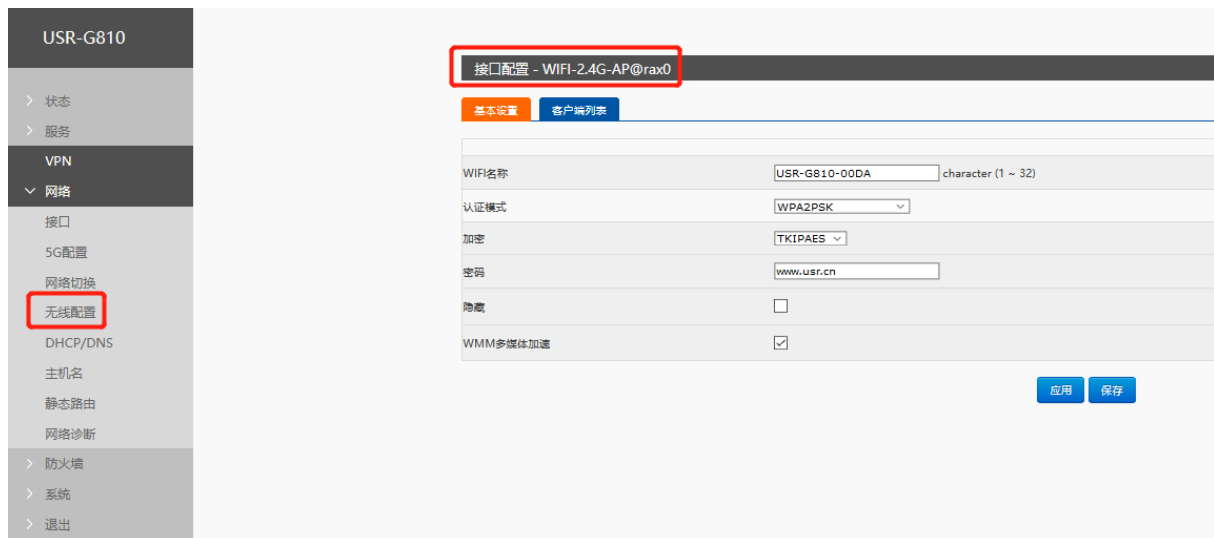 USR-G810
状态
服务
VPN
网络
接口
5G配置
网络切换
无线配置
DHCP/DNS
主机名
静态路由
网络诊断
防火墙
系统
退出
接口配置 - WIFI-2.4G-AP@rax0
基本设置 客户端列表
WIFI名称 USR-G810-00DA character (1 ~ 32)
认证模式 WPA2PSK
加密 TKIPAES
密码 www.usr.cn
隐藏
WMM多媒体加速
应用 保存